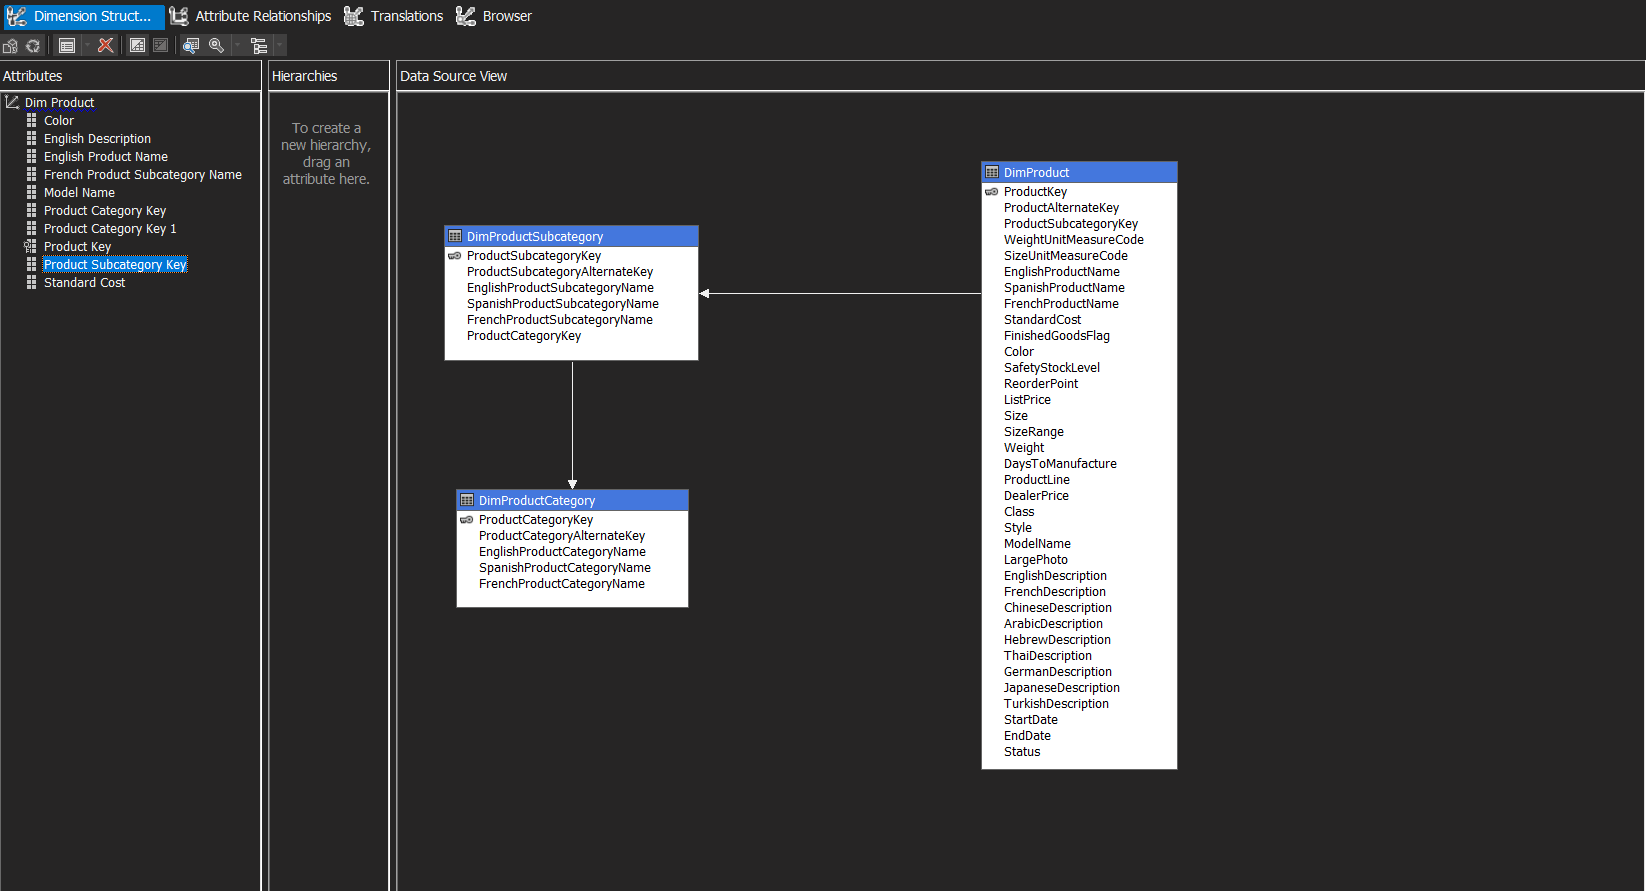 Dimension Struct...
Attribute Relationships
Translations
Browser
Attributes
Hierarchies
Data Source View
Dim Product
Color
English Description
English Product Name
French Product Subcategory Name
Model Name
Product Category Key
Product Category Key 1
Product Key
Product Subcategory Key
Standard Cost
To create a
new hierarchy,
drag an
attribute here.
DimProductSubcategory
ProductSubcategoryKey
ProductSubcategoryAlternateKey
EnglishProductSubcategoryName
SpanishProductSubcategoryName
FrenchProductSubcategoryName
ProductCategoryKey
DimProductCategory
ProductCategoryKey
ProductCategoryAlternateKey
EnglishProductCategoryName
SpanishProductCategoryName
FrenchProductCategoryName
DimProduct
ProductKey
ProductAlternateKey
ProductSubcategoryKey
WeightUnitMeasureCode
SizeUnitMeasureCode
EnglishProductName
SpanishProductName
FrenchProductName
StandardCost
FinishedGoodsFlag
Color
SafetyStockLevel
ReorderPoint
ListPrice
Size
SizeRange
Weight
DaysToManufacture
ProductLine
DealerPrice
Class
Style
ModelName
LargePhoto
EnglishDescription
FrenchDescription
ChineseDescription
ArabicDescription
HebrewDescription
ThaiDescription
GermanDescription
JapaneseDescription
TurkishDescription
StartDate
EndDate
Status